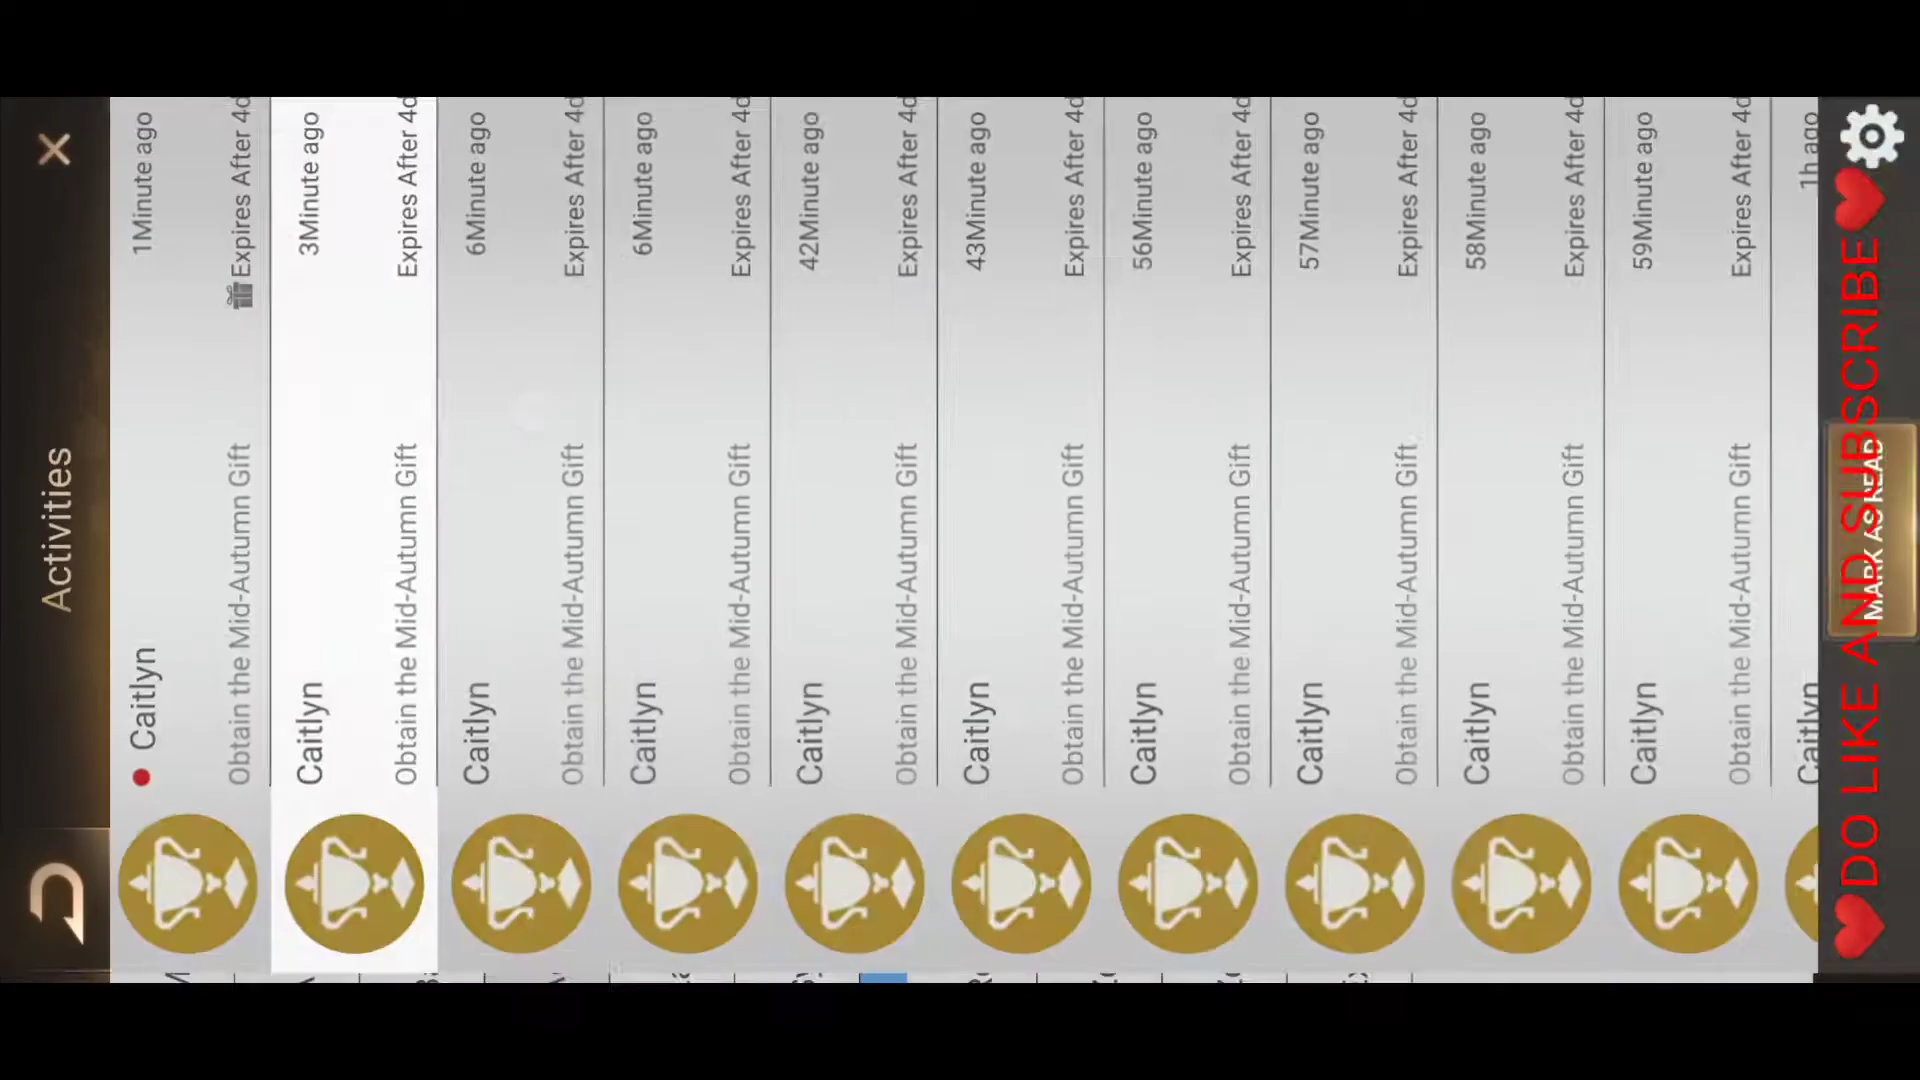 Activities
Caitlyn
1Minute ago
Obtain the Mid-Autumn Gift
Expires After 4d
Caitlyn
3Minute ago
Obtain the Mid-Autumn Gift
Expires After 4d
Caitlyn
6Minute ago
Obtain the Mid-Autumn Gift
Expires After 4d
Caitlyn
6Minute ago
Obtain the Mid-Autumn Gift
Expires After 4d
Caitlyn
42Minute ago
Obtain the Mid-Autumn Gift
Expires After 4d
Caitlyn
43Minute ago
Obtain the Mid-Autumn Gift
Expires After 4d
Caitlyn
56Minute ago
Obtain the Mid-Autumn Gift
Expires After 4d
Caitlyn
57Minute ago
Obtain the Mid-Autumn Gift
Expires After 4d
Caitlyn
58Minute ago
Obtain the Mid-Autumn Gift
Expires After 4d
Caitlyn
59Minute ago
Obtain the Mid-Autumn Gift
Expires After 4d
Caitlyn
1h ago
❤DO LIKE AND SUBSCRIBE❤
MARK AS READ